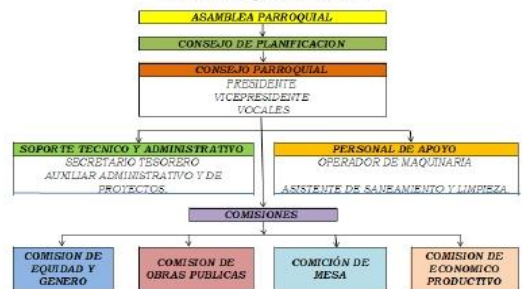 ASAMBLEA PARROQUIAL
CONSEJO DE PLANIFICACION
CONSEJO PARROQUIAL
PRESIDENTE
VICEPRESIDENTE
VOCALES
SOPORTE TECNICO Y ADMINISTRATIVO
SECRETARIO TESORERO
AUXILIAR ADMINISTRATIVO Y DE
PROYECTOS.
PERSONAL DE APOYO
OPERADOR DE MAQUINARIA
ASISTENTE DE SANEAMIENTO Y LIMPIEZA
COMISIONES
COMISION DE
EQUIDAD Y
GENERO
COMISION DE
OBRAS PUBLICAS
COMICIÓN DE
MESA
COMISION DE
ECONOMICO
PRODUCTIVO